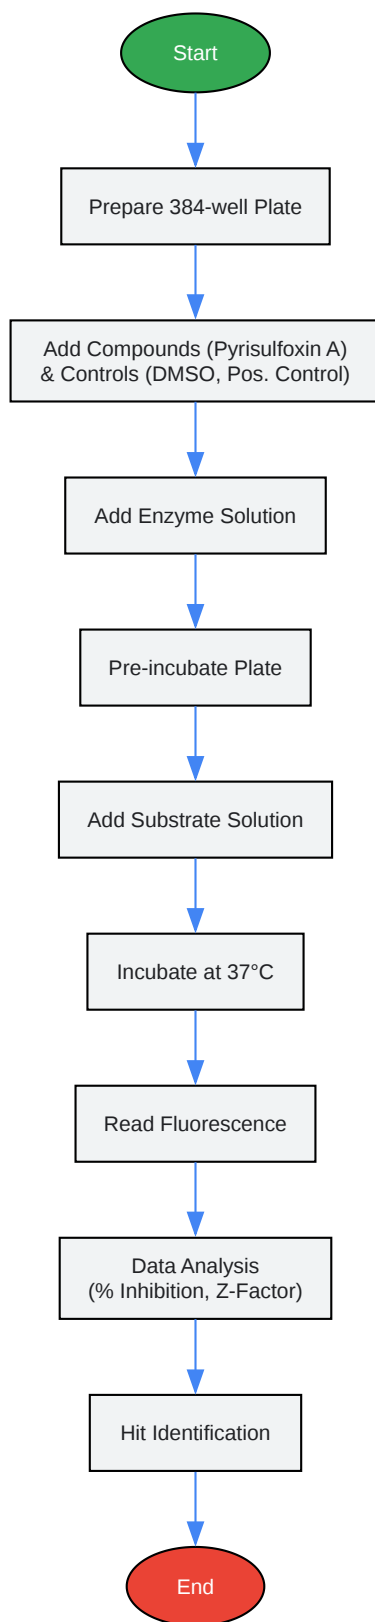 Start
Prepare 384-well Plate
Add Compounds (Pyrisulfoxin A)
& Controls (DMSO, Pos. Control)
Add Enzyme Solution
Pre-incubate Plate
Add Substrate Solution
Incubate at 37°C
Read Fluorescence
Data Analysis
(% Inhibition, Z-Factor)
Hit Identification
End